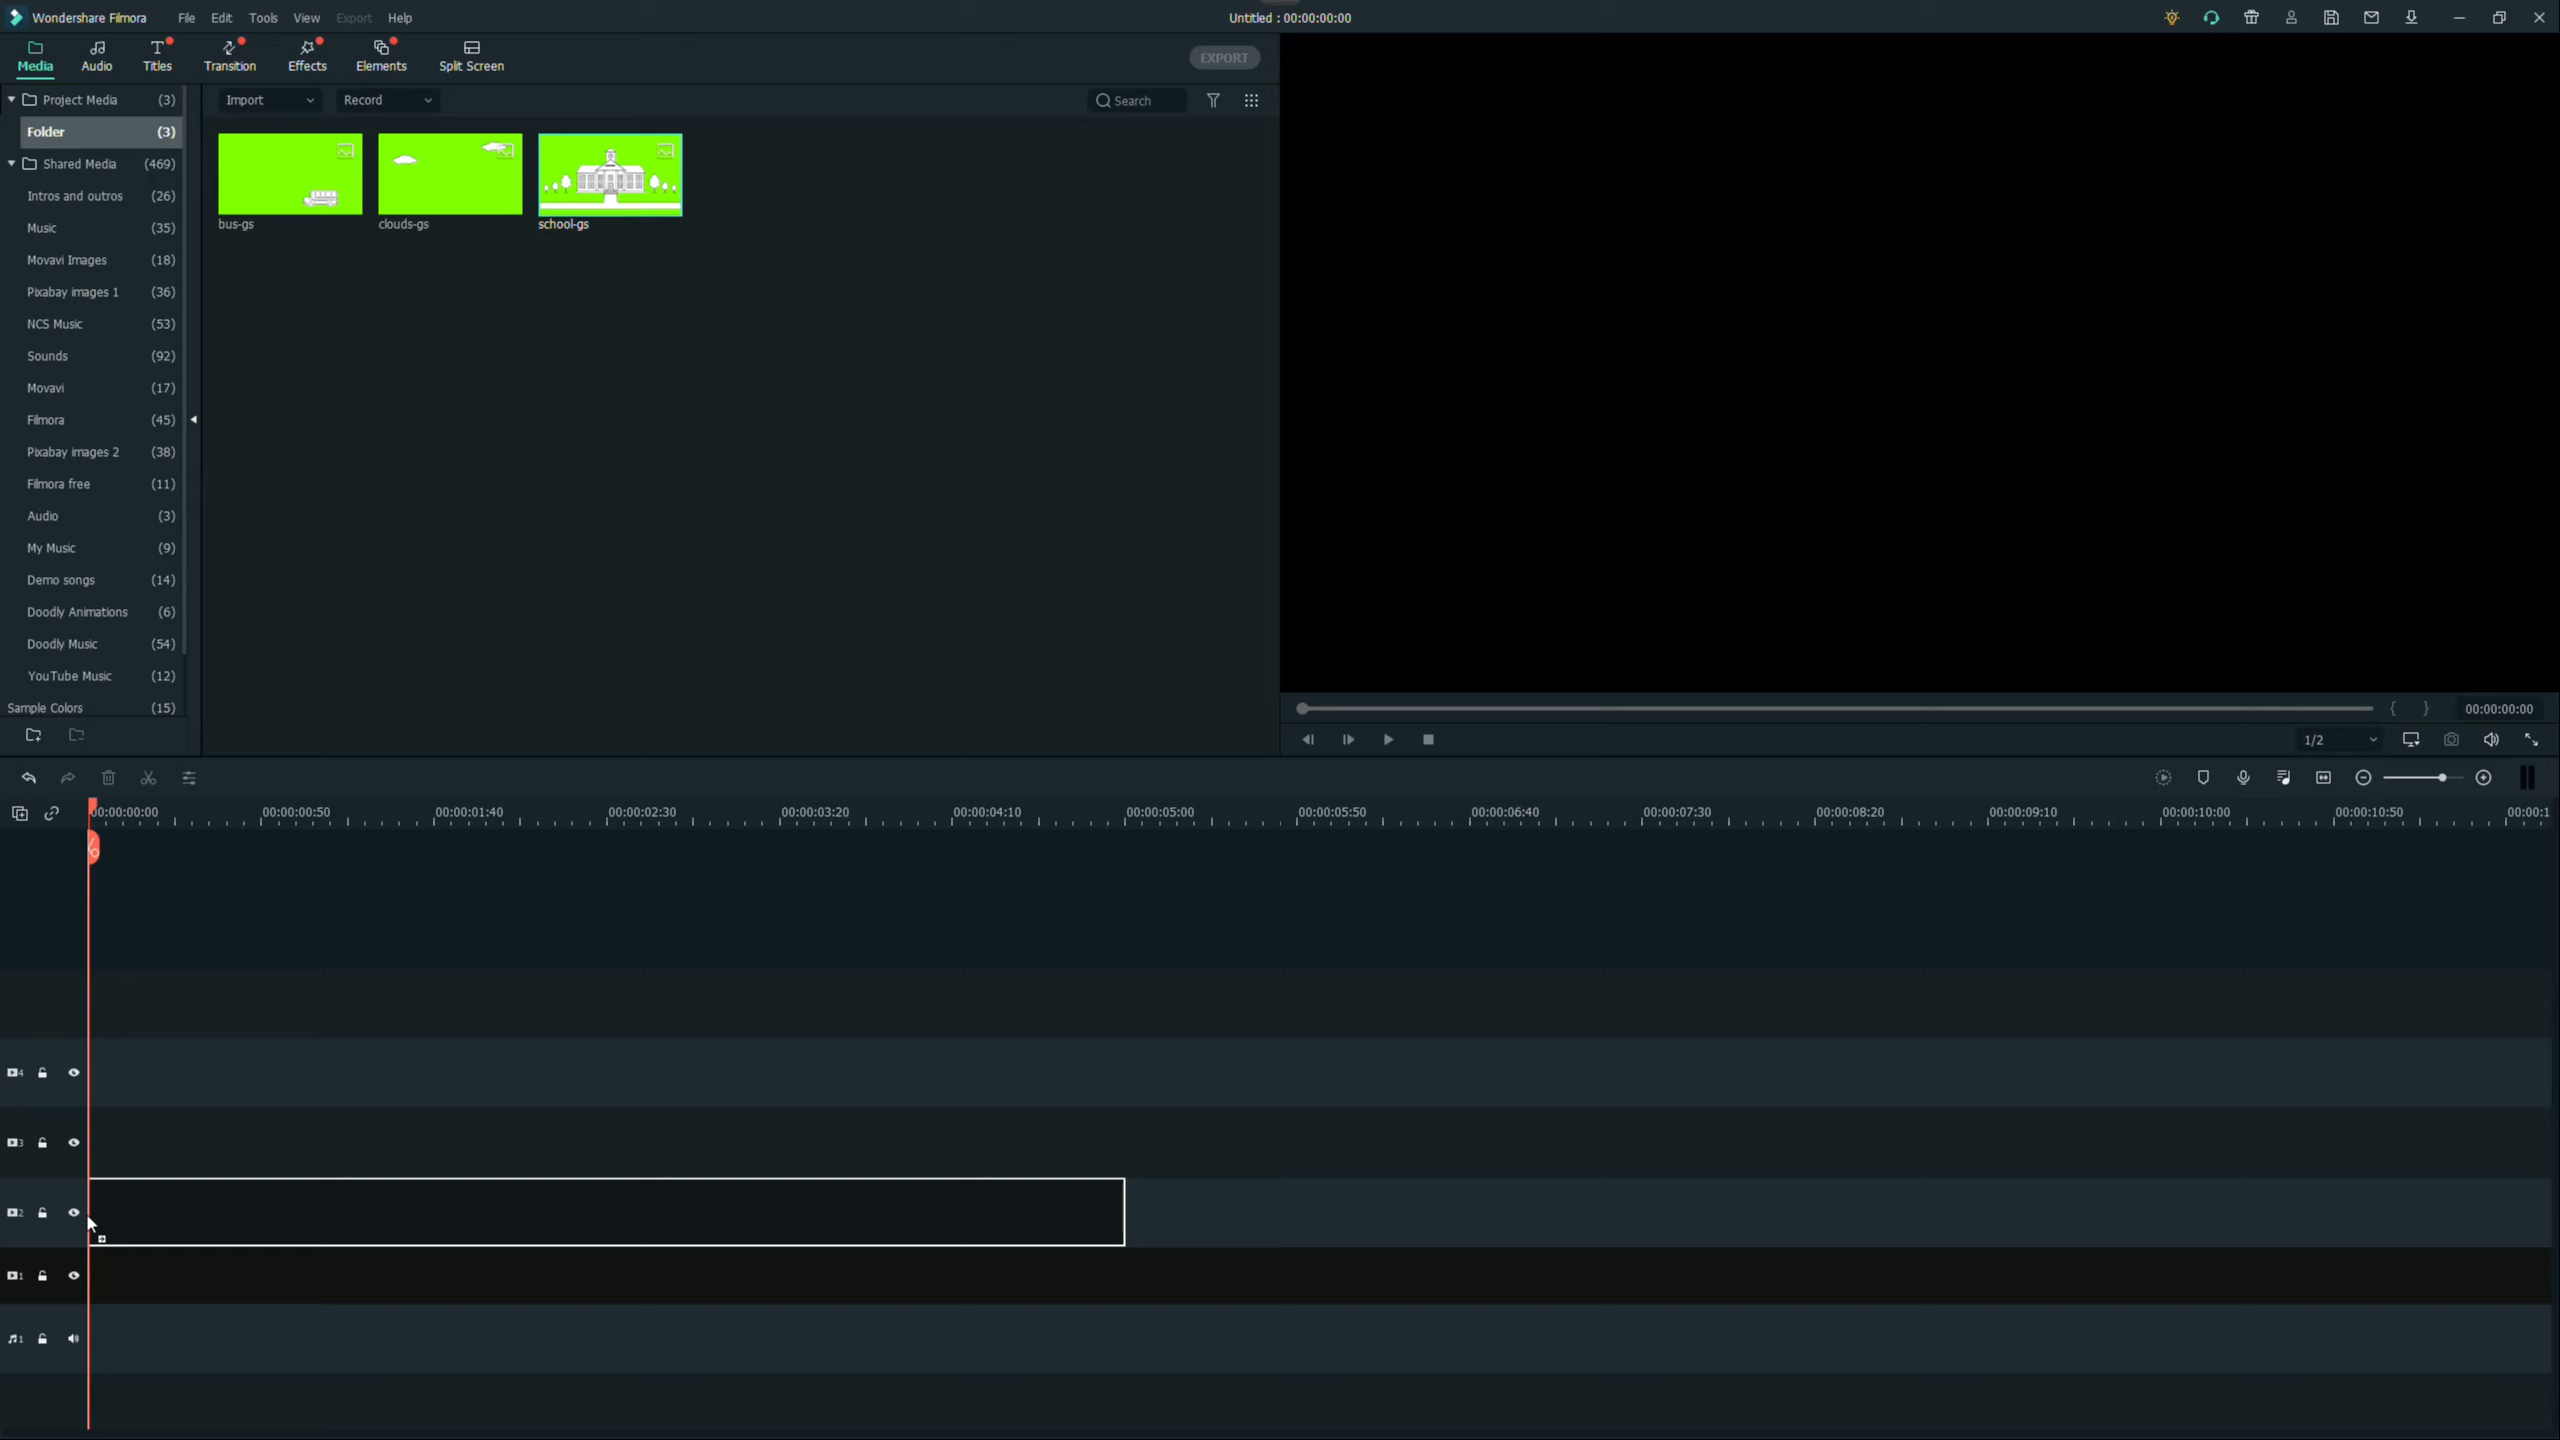 Wondershare Filmora File Edit Tools View Export Help Untitled : 00:00:00:00
Media Audio Titles Transition Effects Elements Split Screen EXPORT
Project Media (3)
Folder (3)
Shared Media (469)
Intros and outros (26)
Music (35)
Movavi Images (18)
Pixabay images 1 (36)
NCS Music (53)
Sounds (92)
Movavi (17)
Filmora (45)
Pixabay images 2 (38)
Filmora free (11)
Audio (3)
My Music (9)
Demo songs (14)
Doodly Animations (6)
Doodly Music (54)
YouTube Music (12)
Sample Colors (15)
Import Record Search
bus-gs clouds-gs school-gs
{ } 00:00:00:00
1/2
00:00:00:00 00:00:00:50 00:00:01:40 00:00:02:30 00:00:03:20 00:00:04:10 00:00:05:00 00:00:05:50 00:00:06:40 00:00:07:30 00:00:08:20 00:00:09:10 00:00:10:00 00:00:10:50 00:00:1
4
3
2
1
1